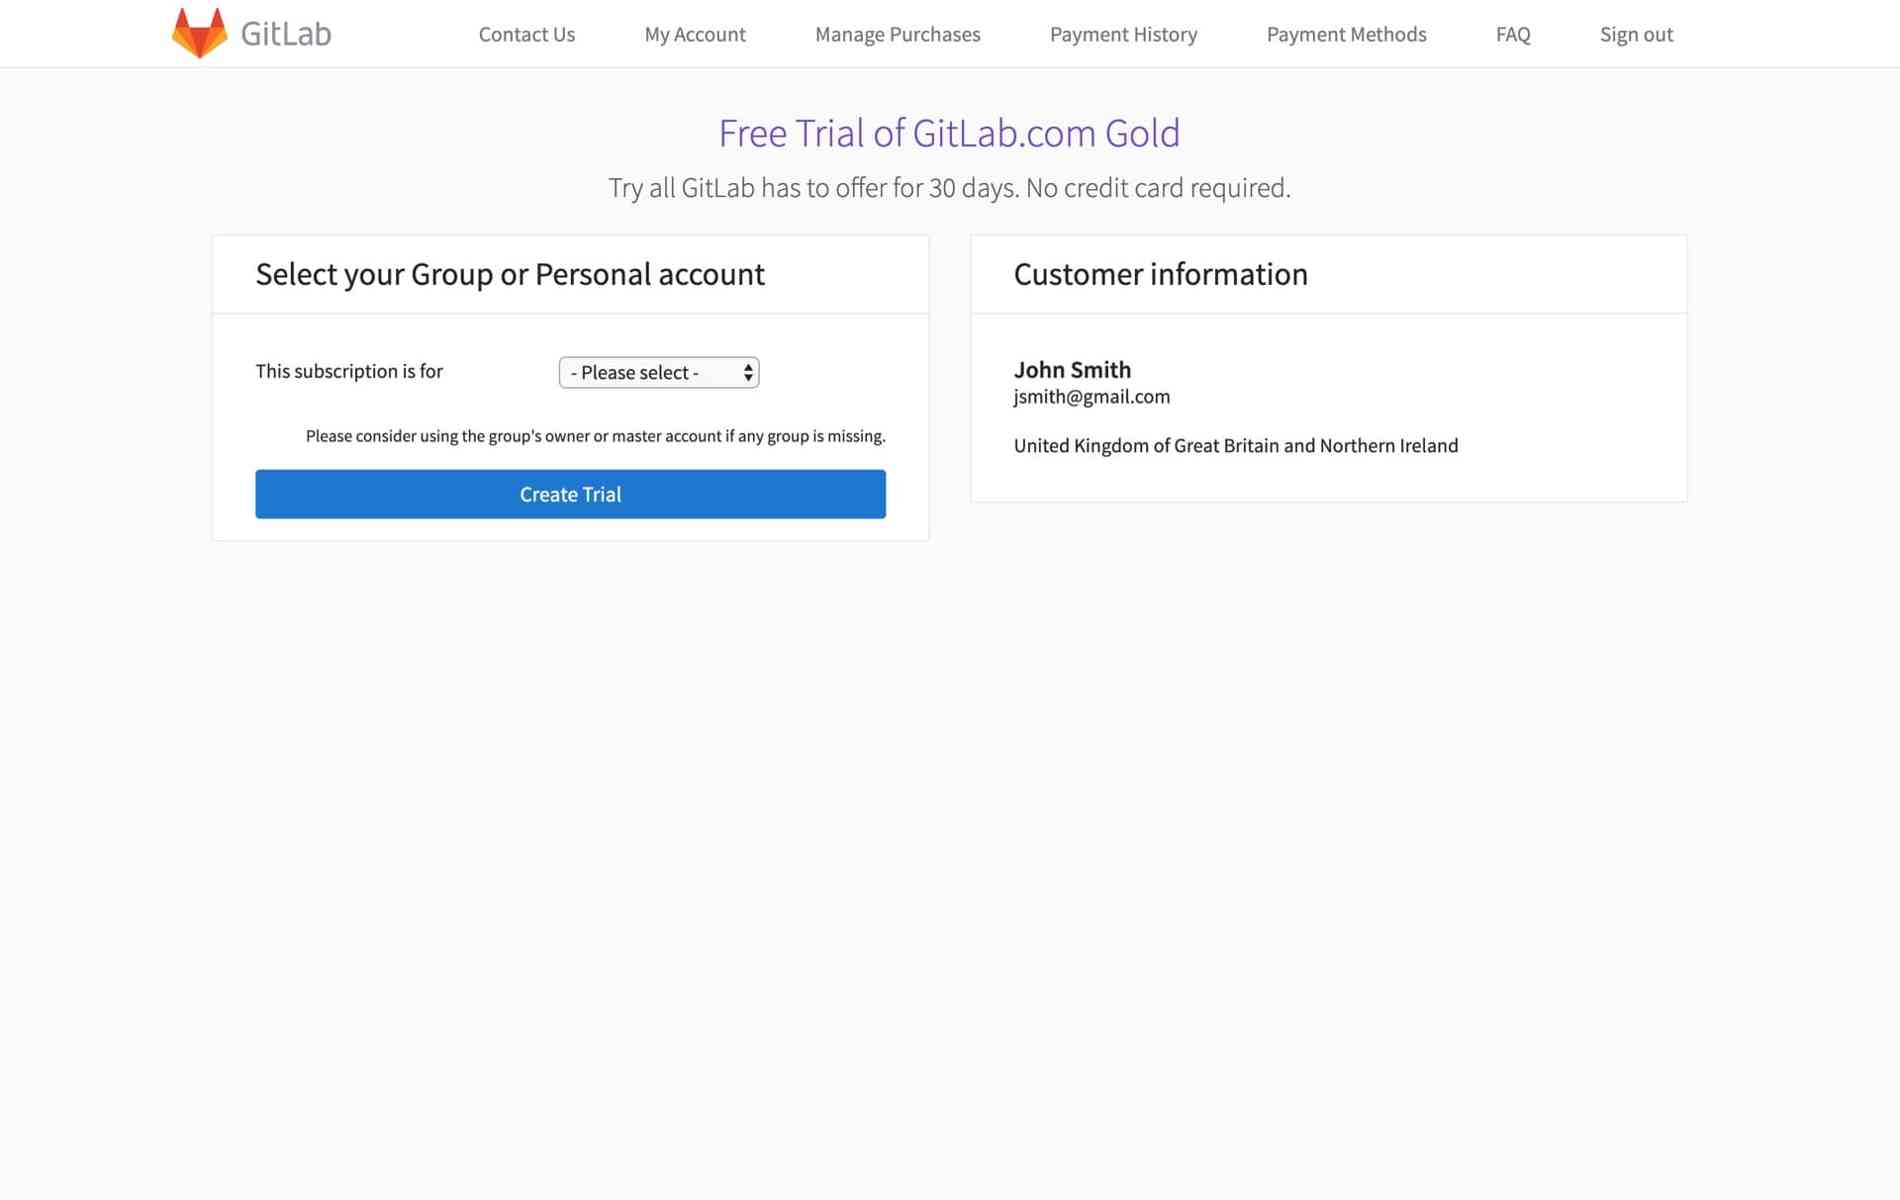 GitLab
Contact Us
My Account
Manage Purchases
Payment History
Payment Methods
FAQ
Sign out
Free Trial of GitLab.com Gold
Try all GitLab has to offer for 30 days. No credit card required.
Select your Group or Personal account
This subscription is for
- Please select -
Please consider using the group's owner or master account if any group is missing.
Create Trial
Customer information
John Smith
jsmith@gmail.com
United Kingdom of Great Britain and Northern Ireland